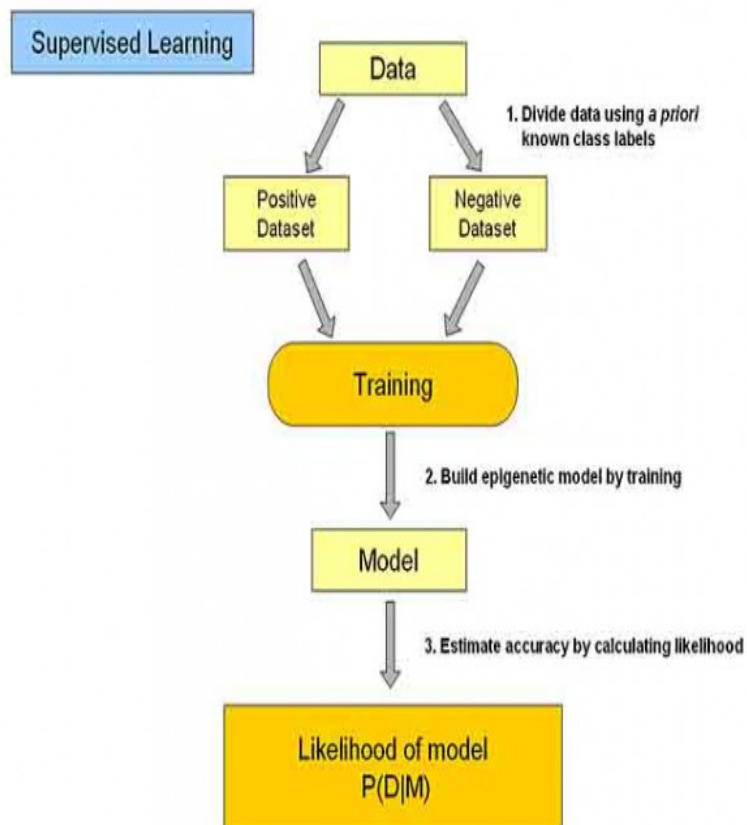 Supervised Learning
Data
1. Divide data using a priori
known class labels
Positive
Dataset
Negative
Dataset
Training
2. Build epigenetic model by training
Model
3. Estimate accuracy by calculating likelihood
Likelihood of model
P(D|M)